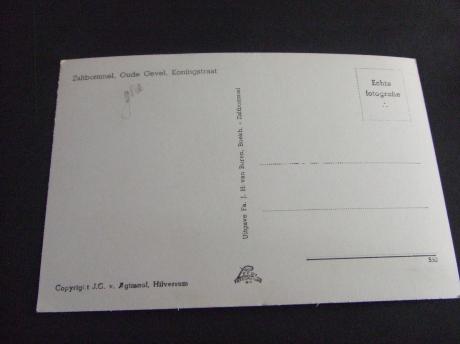 Zaltbommel, Oude Gevel, Koningstraat
Uitgave Fa. J. H. van Buren, Boekh. - Zaltbommel
Echte
fotografie
Copyright J.G. v. Agtmaal, Hilversum